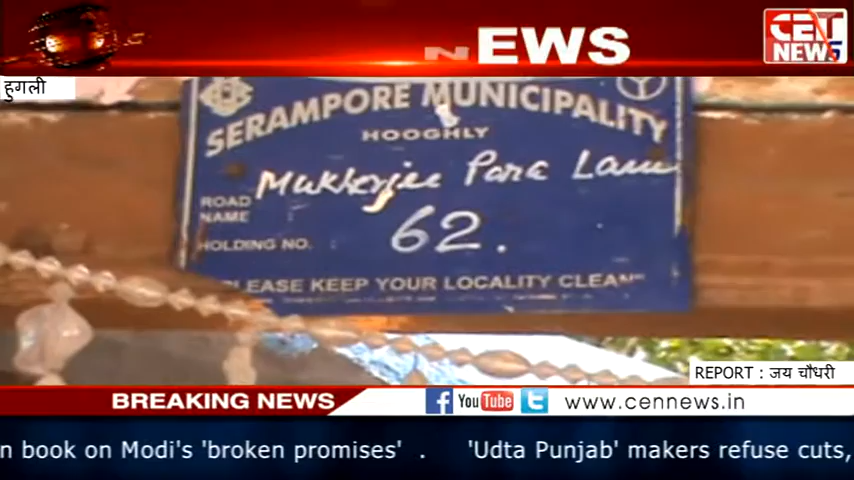 NEWS
CET
NEWS
हुगली
SERAMPORE MUNICIPALITY
HOOGHLY
ROAD NAME Mukherjee Para Lane
HOLDING NO. 62.
PLEASE KEEP YOUR LOCALITY CLEAN"
REPORT : जय चौधरी
BREAKING NEWS
f YouTube t www.cennews.in
n book on Modi's 'broken promises' . 'Udta Punjab' makers refuse cuts,